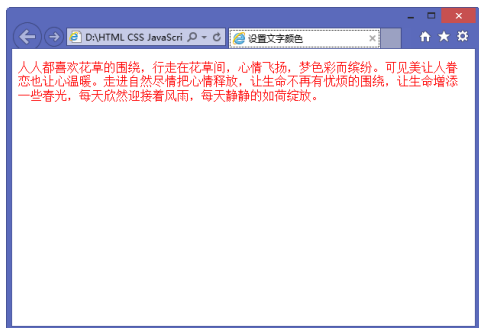 D:\HTML CSS JavaScri
设置文字颜色
人人都喜欢花草的围绕，行走在花草间，心情飞扬，梦色彩而缤纷。可见美让人眷
恋也让心温暖。走进自然尽情把心情释放，让生命不再有忧烦的围绕，让生命增添
一些春光，每天欣然迎接着风雨，每天静静的如荷绽放。